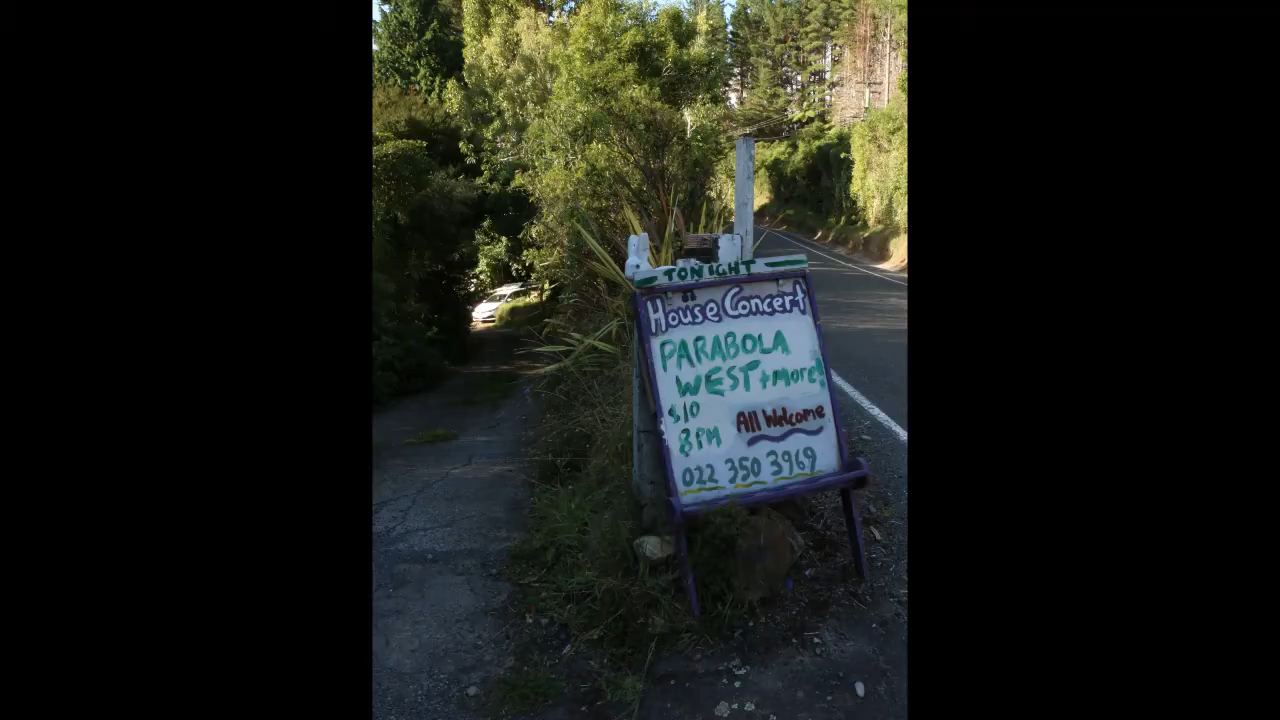 TONIGHT
House Concert
PARABOLA
WEST + more!
$10
All Welcome
8PM
022 350 3969